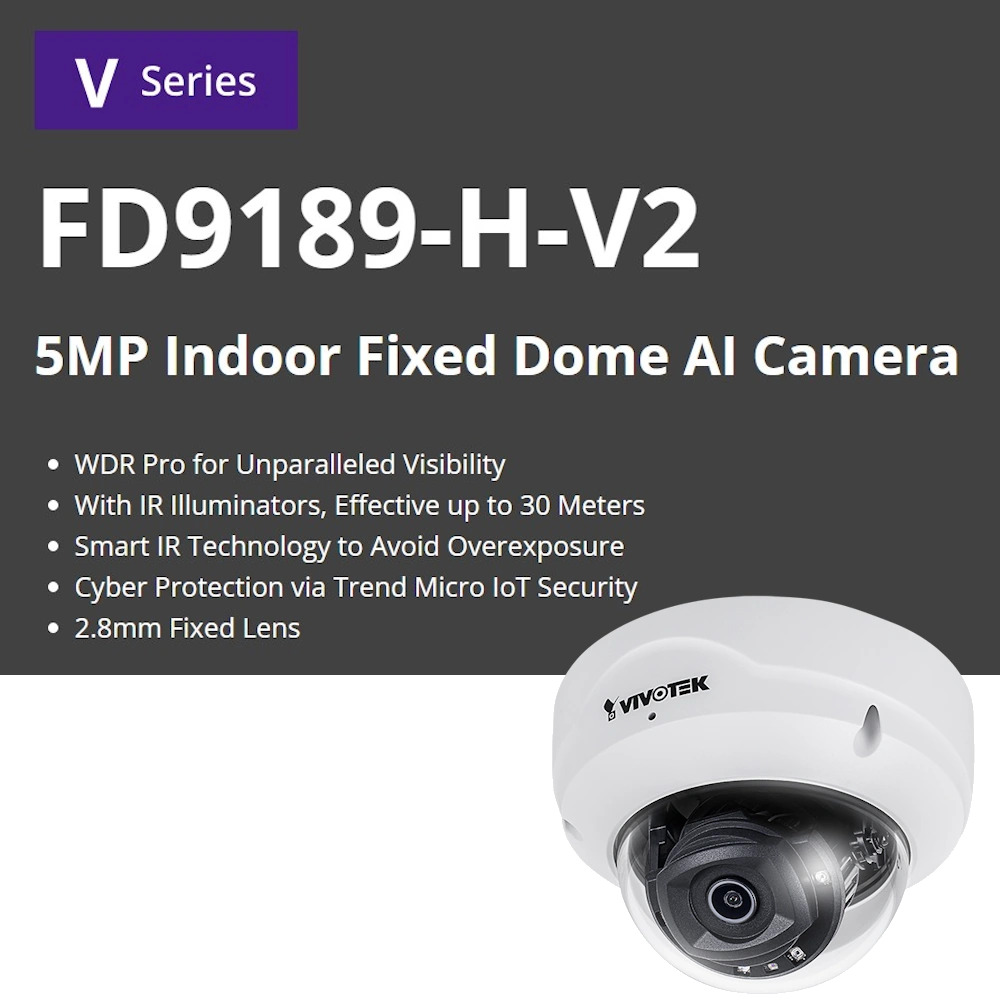 V Series
FD9189-H-V2
5MP Indoor Fixed Dome AI Camera
• WDR Pro for Unparalleled Visibility
• With IR Illuminators, Effective up to 30 Meters
• Smart IR Technology to Avoid Overexposure
• Cyber Protection via Trend Micro IoT Security
• 2.8mm Fixed Lens
VIVOTEK